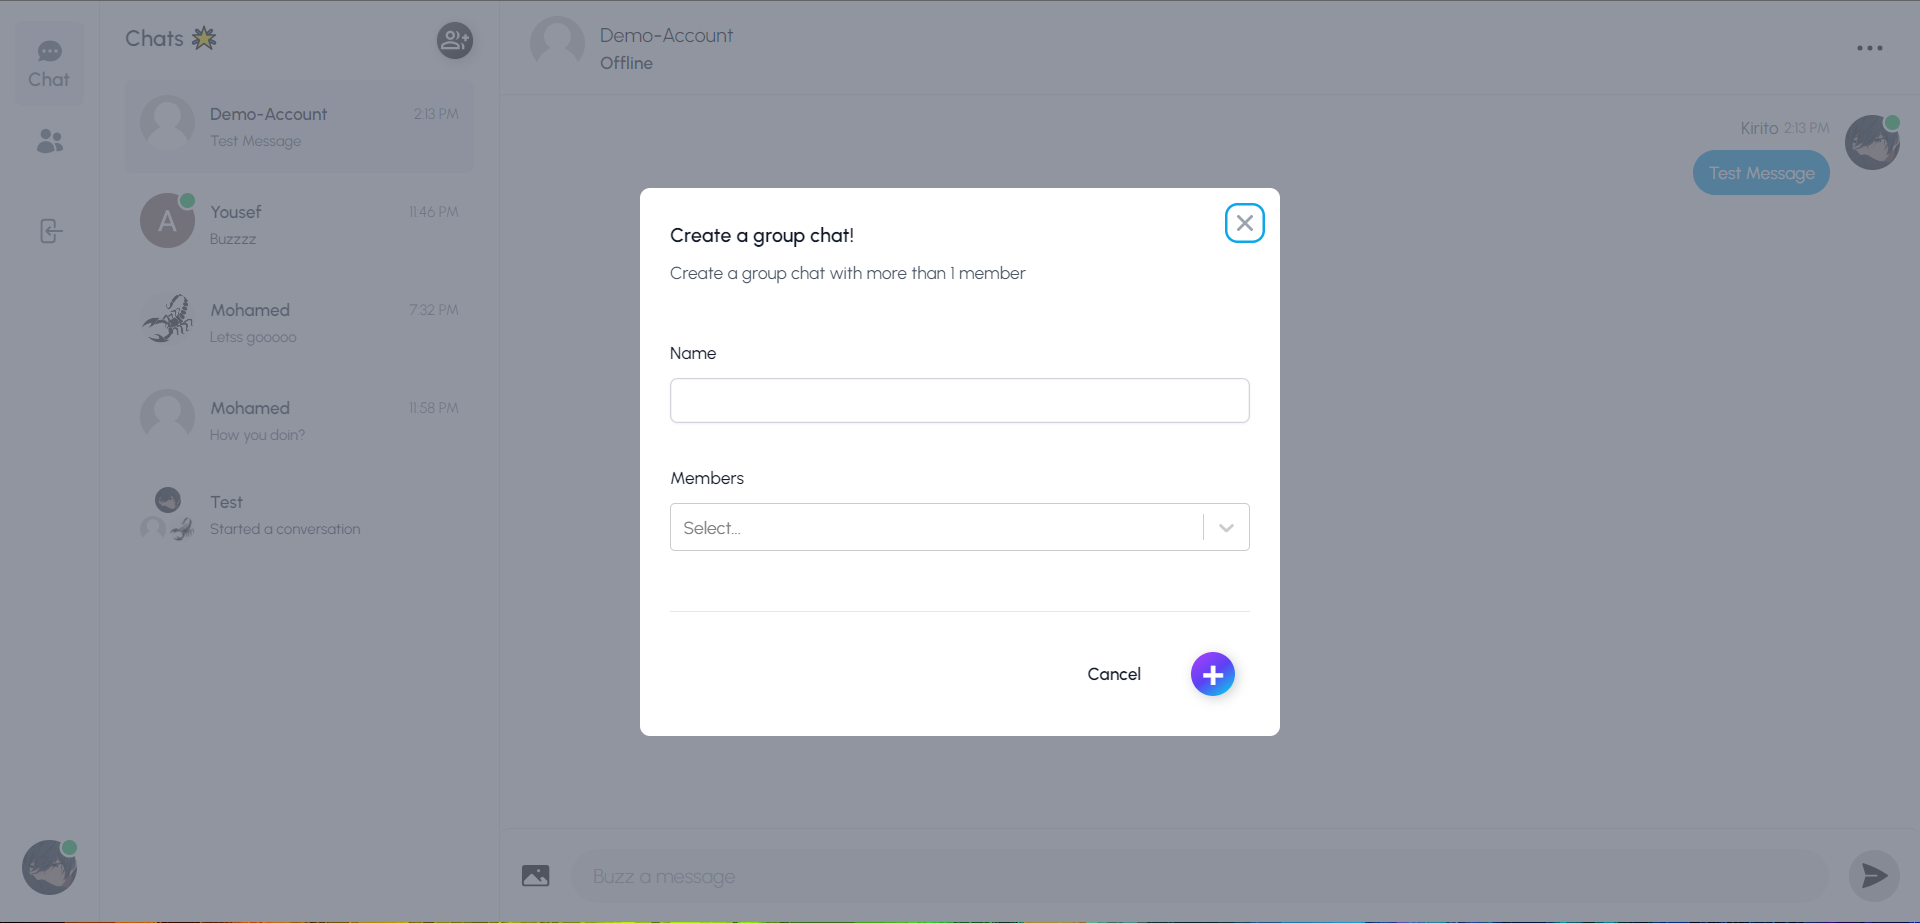 Chat
Chats
Demo-Account
2:13 PM
Test Message
A
Yousef
11:46 PM
Buzzzz
Mohamed
7:32 PM
Letss gooooo
Mohamed
11:58 PM
How you doin?
Test
Started a conversation
Demo-Account
Offline
Kirito 2:13 PM
Test Message
Create a group chat!
Create a group chat with more than 1 member
Name
Members
Select...
Cancel
Buzz a message